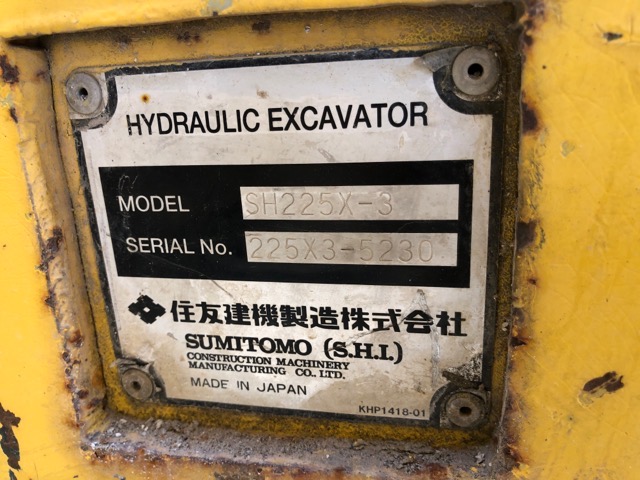 HYDRAULIC EXCAVATOR
MODEL SH225X-3
SERIAL No. 225X3-5230
住友建機製造株式会社
SUMITOMO (S.H.I.)
CONSTRUCTION MACHINERY
MANUFACTURING CO., LTD.
MADE IN JAPAN
KHP1418-01